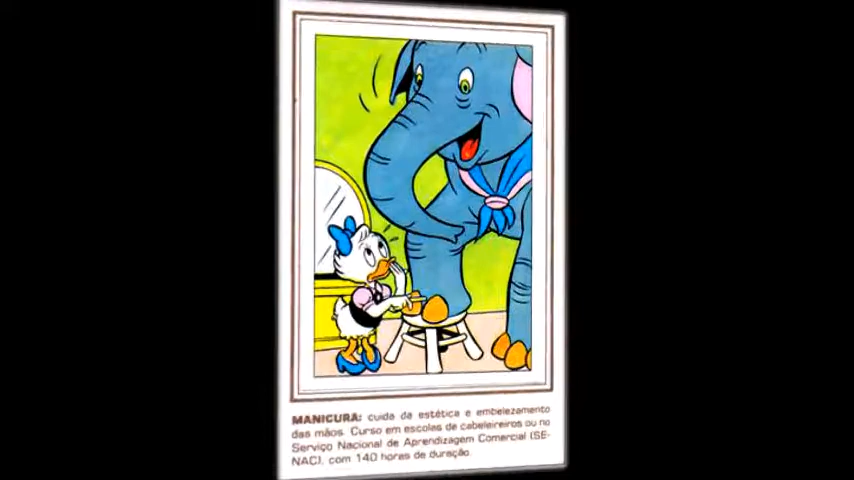 MANICURA: cuida da estética e embelezamento
das mãos. Curso em escolas de cabeleireiros ou no
Serviço Nacional de Aprendizagem Comercial (SE-
NAC), com 140 horas de duração.